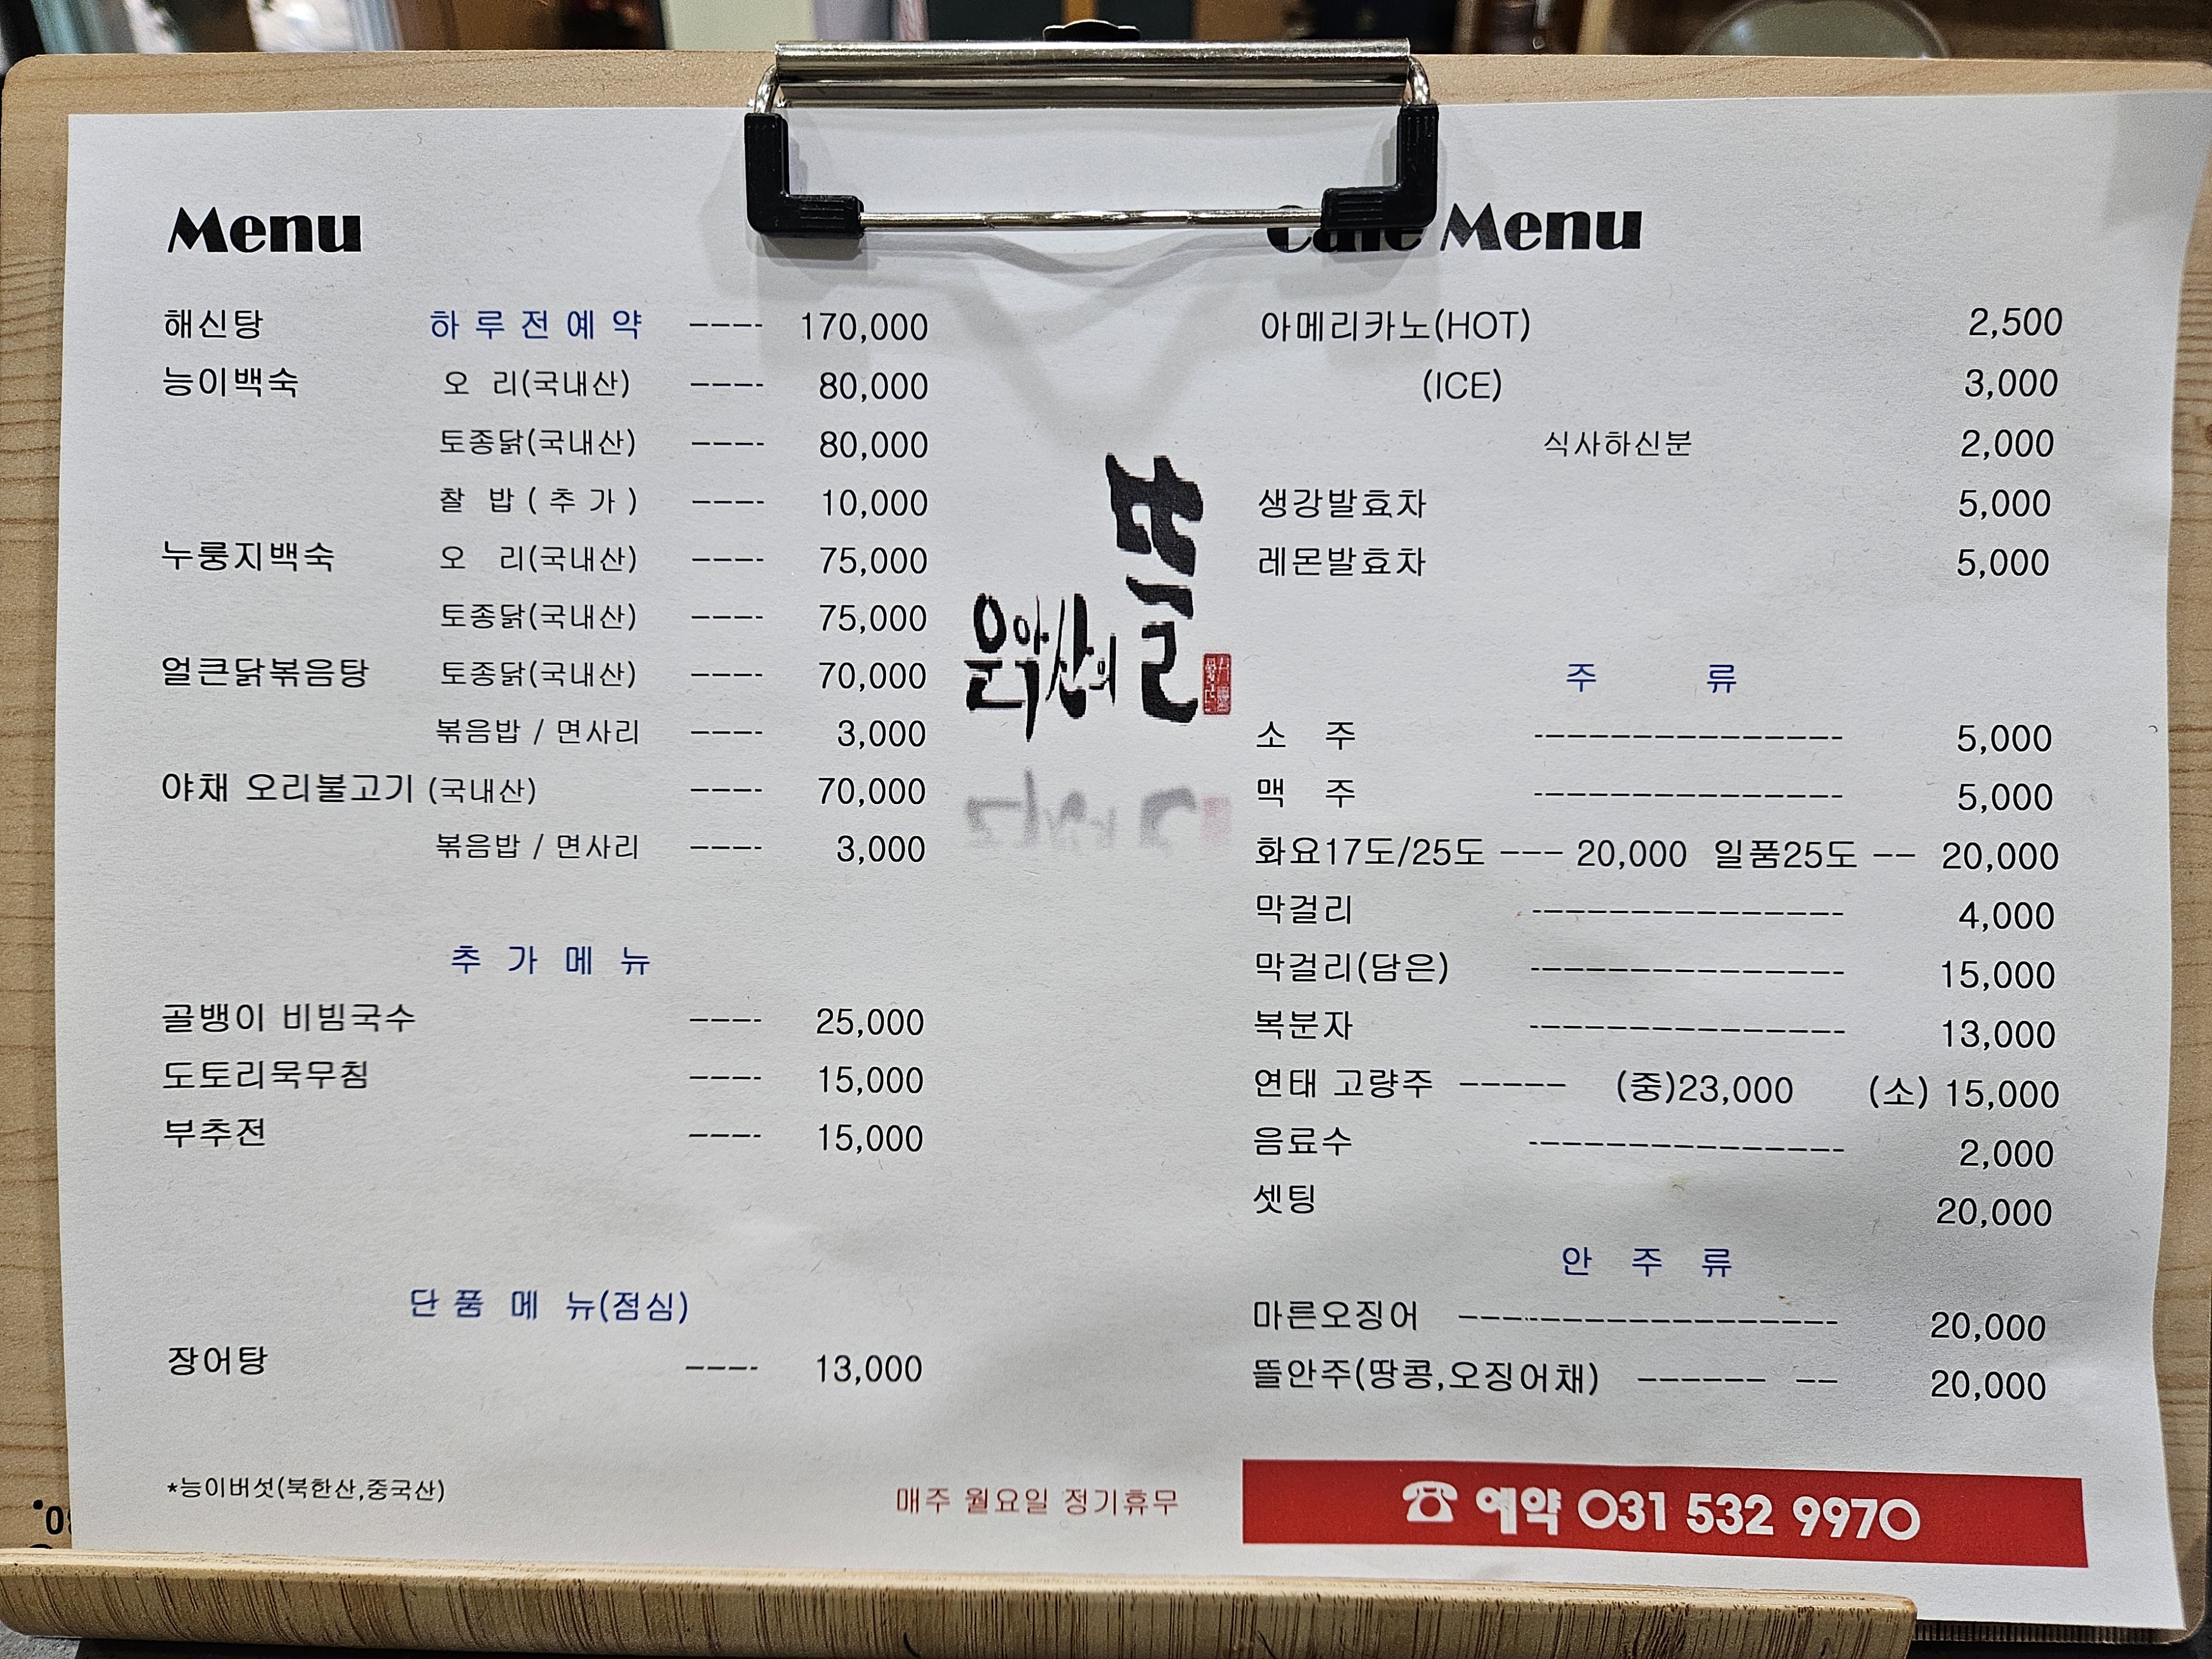 Menu
해신탕 하루전예약 ---- 170,000
능이백숙 오 리(국내산) ---- 80,000
토종닭(국내산) ---- 80,000
찰 밥(추가) ---- 10,000
누룽지백숙 오 리(국내산) ---- 75,000
토종닭(국내산) ---- 75,000
얼큰닭볶음탕 토종닭(국내산) ---- 70,000
볶음밥 / 면사리 ---- 3,000
야채 오리불고기 (국내산) ---- 70,000
볶음밥 / 면사리 ---- 3,000
추 가 메 뉴
골뱅이 비빔국수 ---- 25,000
도토리묵무침 ---- 15,000
부추전 ---- 15,000
단 품 메 뉴(점심)
장어탕 ---- 13,000
*능이버섯(북한산,중국산)
매주 월요일 정기휴무
운악산의
뜰
Cafe Menu
아메리카노(HOT) 2,500
(ICE) 3,000
식사하신분 2,000
생강발효차 5,000
레몬발효차 5,000
주 류
소 주 --------------- 5,000
맥 주 --------------- 5,000
화요17도/25도 --- 20,000 일품25도 -- 20,000
막걸리 --------------- 4,000
막걸리(담은) --------------- 15,000
복분자 --------------- 13,000
연태 고량주 ----- (중)23,000 (소) 15,000
음료수 --------------- 2,000
셋팅 20,000
안 주 류
마른오징어 ------------------ 20,000
뜰안주(땅콩,오징어채) ------ -- 20,000
☎ 예약 031 532 9970